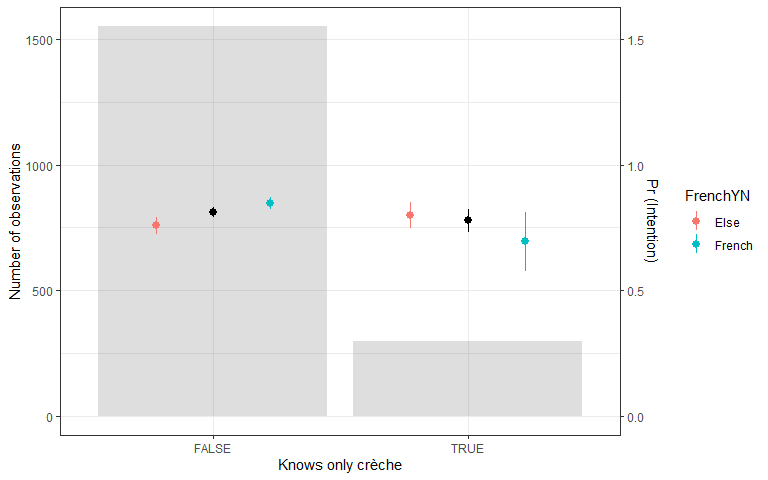 1500
1000
500
0
Number of observations
FALSE
TRUE
Knows only crèche
1.5
1.0
0.5
0.0
Pr (Intention)
FrenchYN
Else
French